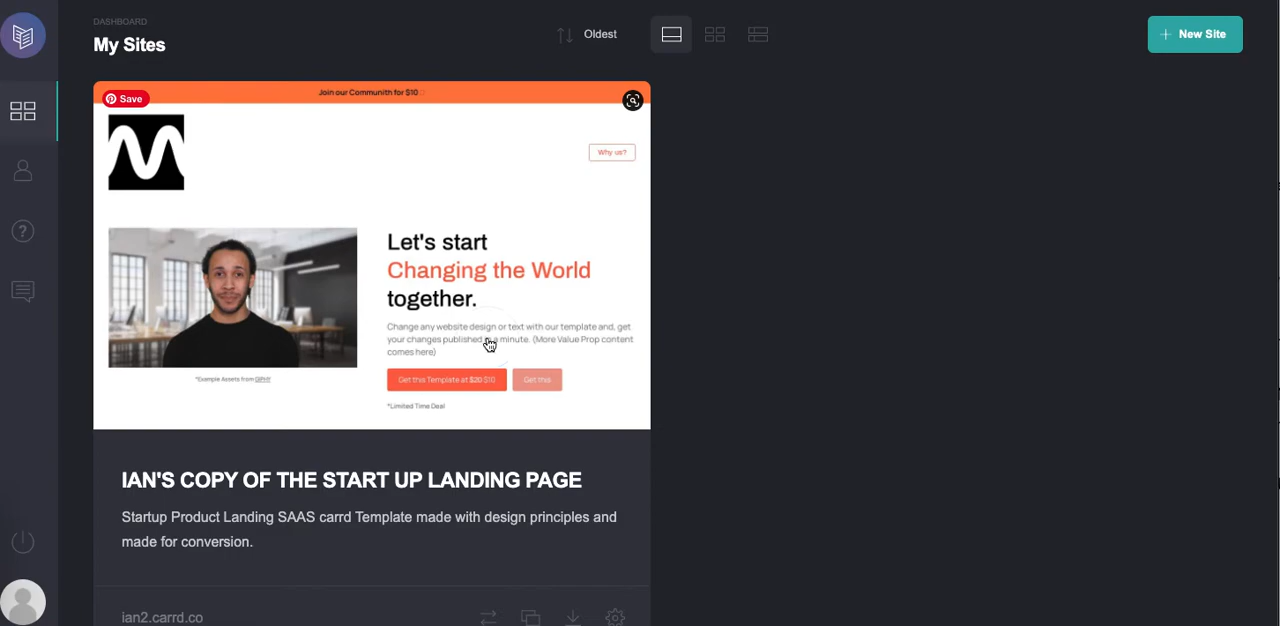 DASHBOARD
My Sites
Oldest
New Site
Join our Communith for $10
Save
Why us?
Let's start
Changing the World
together.
Change any website design or text with our template and, get
your changes published in a minute. (More Value Prop content
comes here)
*Example Assets from GIPHY
Get this Template at $20 $10
Get this
*Limited Time Deal
IAN'S COPY OF THE START UP LANDING PAGE
Startup Product Landing SAAS carrd Template made with design principles and
made for conversion.
ian2.carrd.co